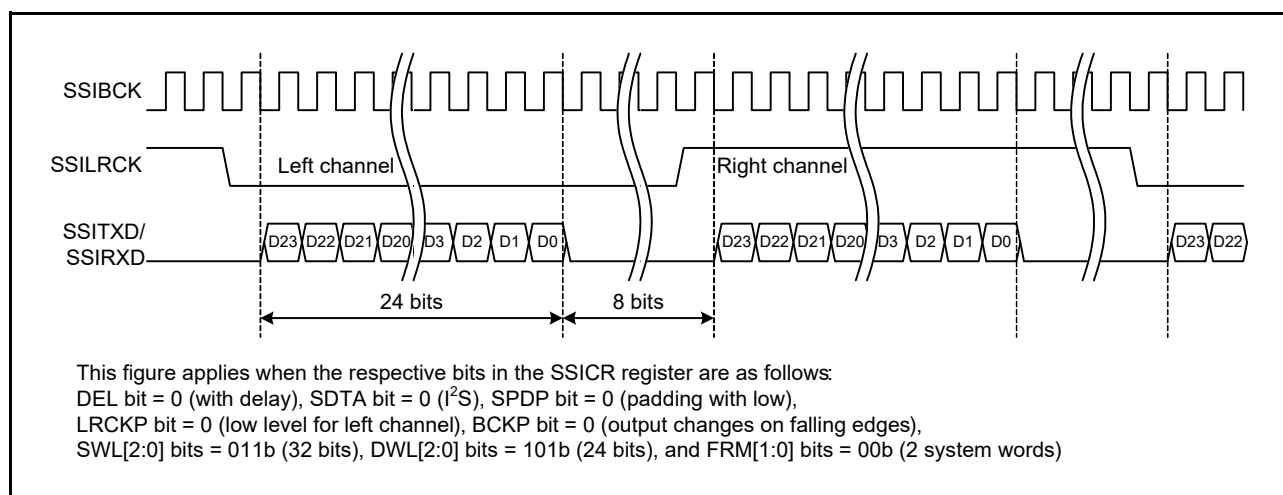 SSIBCK
SSILRCK
Left channel
Right channel
SSITXD/
SSIRXD
D23 D22 D21 D20 D3 D2 D1 D0 D23 D22 D21 D20 D3 D2 D1 D0 D23 D22
24 bits
8 bits
This figure applies when the respective bits in the SSICR register are as follows:
DEL bit = 0 (with delay), SDTA bit = 0 (I²S), SPDP bit = 0 (padding with low),
LRCKP bit = 0 (low level for left channel), BCKP bit = 0 (output changes on falling edges),
SWL[2:0] bits = 011b (32 bits), DWL[2:0] bits = 101b (24 bits), and FRM[1:0] bits = 00b (2 system words)